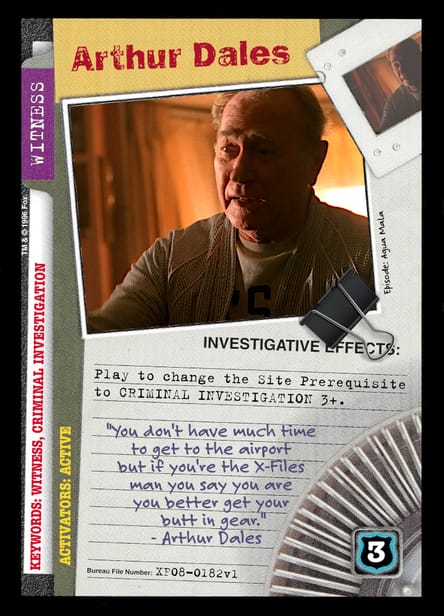 Arthur Dales
WITNESS
TM & © 1996 Fox
KEYWORDS: WITNESS, CRIMINAL INVESTIGATION
ACTIVATORS: ACTIVE
Episode: Agua Mala
INVESTIGATIVE EFFECTS:
Play to change the Site Prerequisite
to CRIMINAL INVESTIGATION 3+.
"You don't have much time
to get to the airport
but if you're the X-Files
man you say you are
you better get your
butt in gear."
- Arthur Dales
Bureau File Number: XF08-0182v1
3